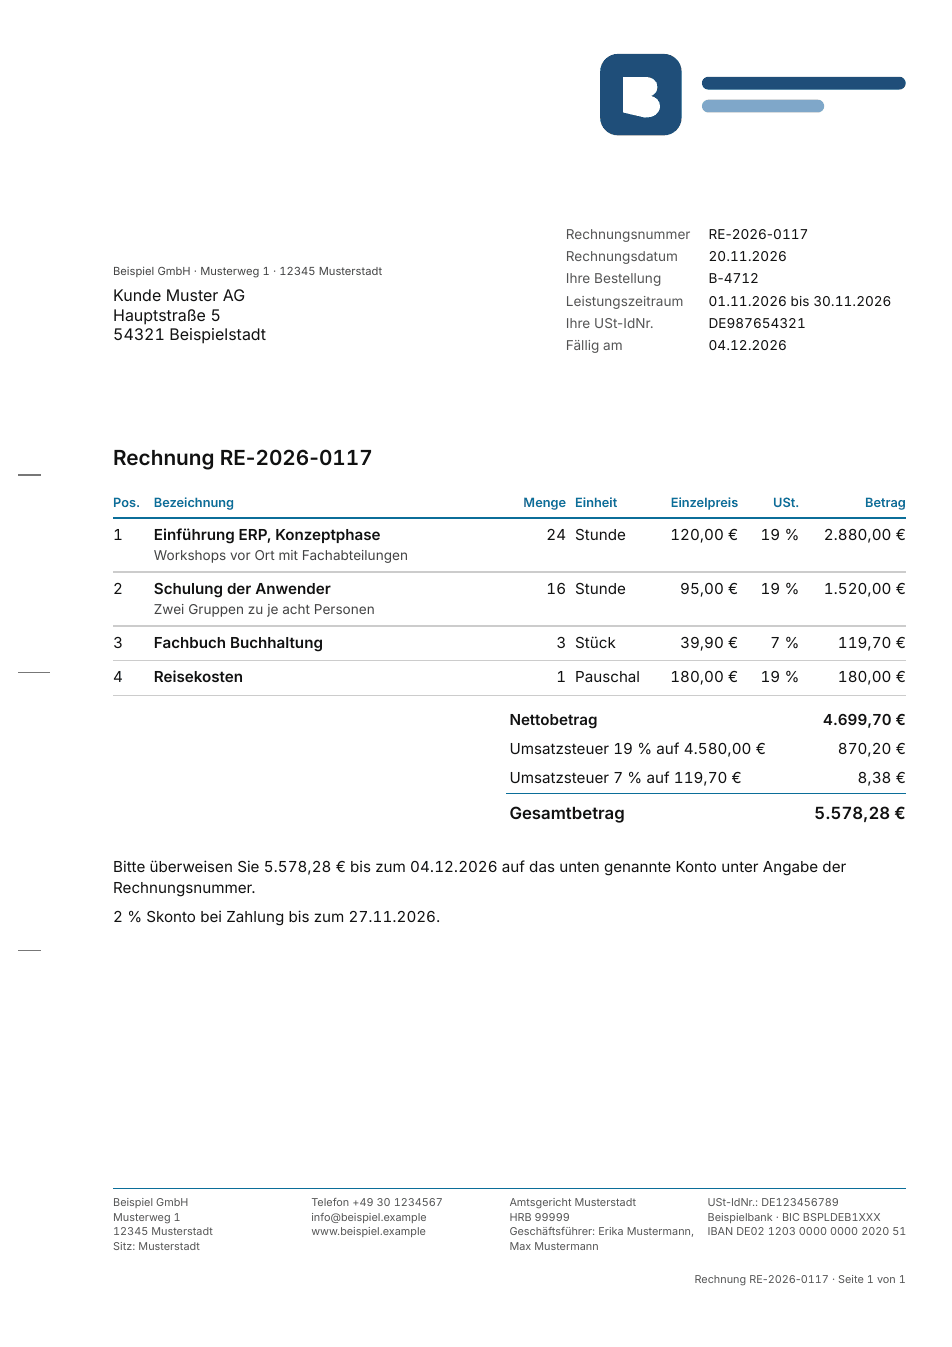 B
Rechnungsnummer RE-2026-0117
Rechnungsdatum 20.11.2026
Ihre Bestellung B-4712
Leistungszeitraum 01.11.2026 bis 30.11.2026
Ihre USt-IdNr. DE987654321
Fällig am 04.12.2026
Beispiel GmbH · Musterweg 1 · 12345 Musterstadt
Kunde Muster AG
Hauptstraße 5
54321 Beispielstadt
Rechnung RE-2026-0117
Pos. Bezeichnung Menge Einheit Einzelpreis USt. Betrag
1 Einführung ERP, Konzeptphase 24 Stunde 120,00 € 19 % 2.880,00 €
Workshops vor Ort mit Fachabteilungen
2 Schulung der Anwender 16 Stunde 95,00 € 19 % 1.520,00 €
Zwei Gruppen zu je acht Personen
3 Fachbuch Buchhaltung 3 Stück 39,90 € 7 % 119,70 €
4 Reisekosten 1 Pauschal 180,00 € 19 % 180,00 €
Nettobetrag 4.699,70 €
Umsatzsteuer 19 % auf 4.580,00 € 870,20 €
Umsatzsteuer 7 % auf 119,70 € 8,38 €
Gesamtbetrag 5.578,28 €
Bitte überweisen Sie 5.578,28 € bis zum 04.12.2026 auf das unten genannte Konto unter Angabe der
Rechnungsnummer.
2 % Skonto bei Zahlung bis zum 27.11.2026.
Beispiel GmbH
Musterweg 1
12345 Musterstadt
Sitz: Musterstadt
Telefon +49 30 1234567
info@beispiel.example
www.beispiel.example
Amtsgericht Musterstadt
HRB 99999
Geschäftsführer: Erika Mustermann,
Max Mustermann
USt-IdNr.: DE123456789
Beispielbank · BIC BSPLDEB1XXX
IBAN DE02 1203 0000 0000 2020 51
Rechnung RE-2026-0117 · Seite 1 von 1